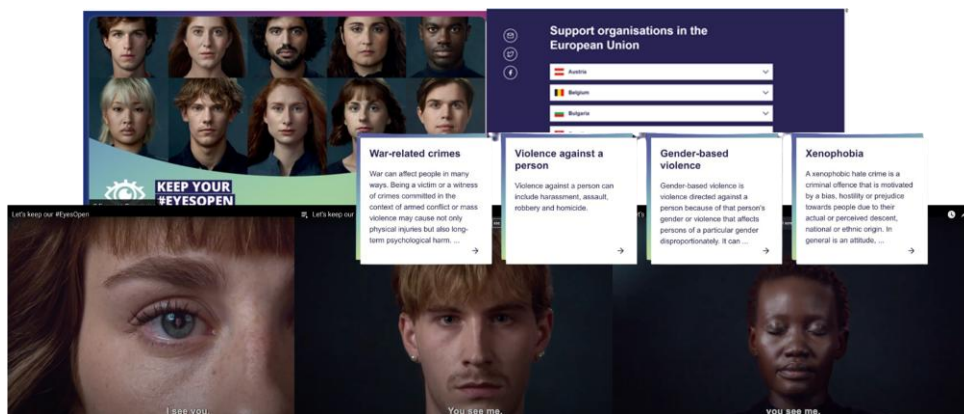 Support organisations in the
European Union
Austria
Belgium
Bulgaria
KEEP YOUR
#EYESOPEN
War-related crimes
War can affect people in many
ways. Being a victim or a witness
of crimes committed in the
context of armed conflict or mass
violence may cause not only
physical injuries but also long-
term psychological harm. ...
Violence against a
person
Violence against a person can
include harassment, assault,
robbery and homicide.
Gender-based
violence
Gender-based violence is
violence directed against a
person because of that person's
gender or violence that affects
persons of a particular gender
disproportionately. It can ...
Xenophobia
A xenophobic hate crime is a
criminal offence that is motivated
by a bias, hostility or prejudice
towards people due to their
actual or perceived descent,
national or ethnic origin. In
general is an attitude, ...
Let's keep our #EyesOpen
Let's keep our
I see you.
You see me.
you see me.